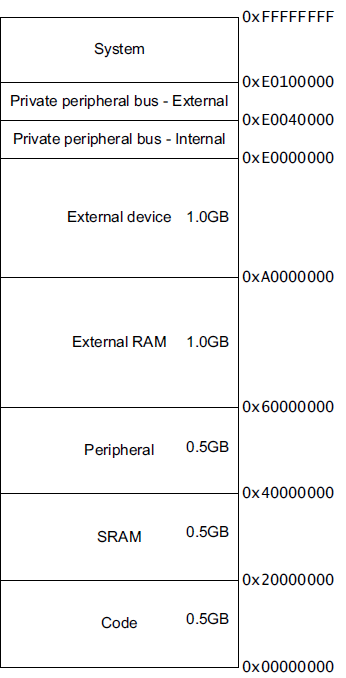 0xFFFFFFFF
System
0xE0100000
Private peripheral bus - External
0xE0040000
Private peripheral bus - Internal
0xE0000000
External device 1.0GB
0xA0000000
External RAM 1.0GB
0x60000000
Peripheral 0.5GB
0x40000000
SRAM 0.5GB
0x20000000
Code 0.5GB
0x00000000